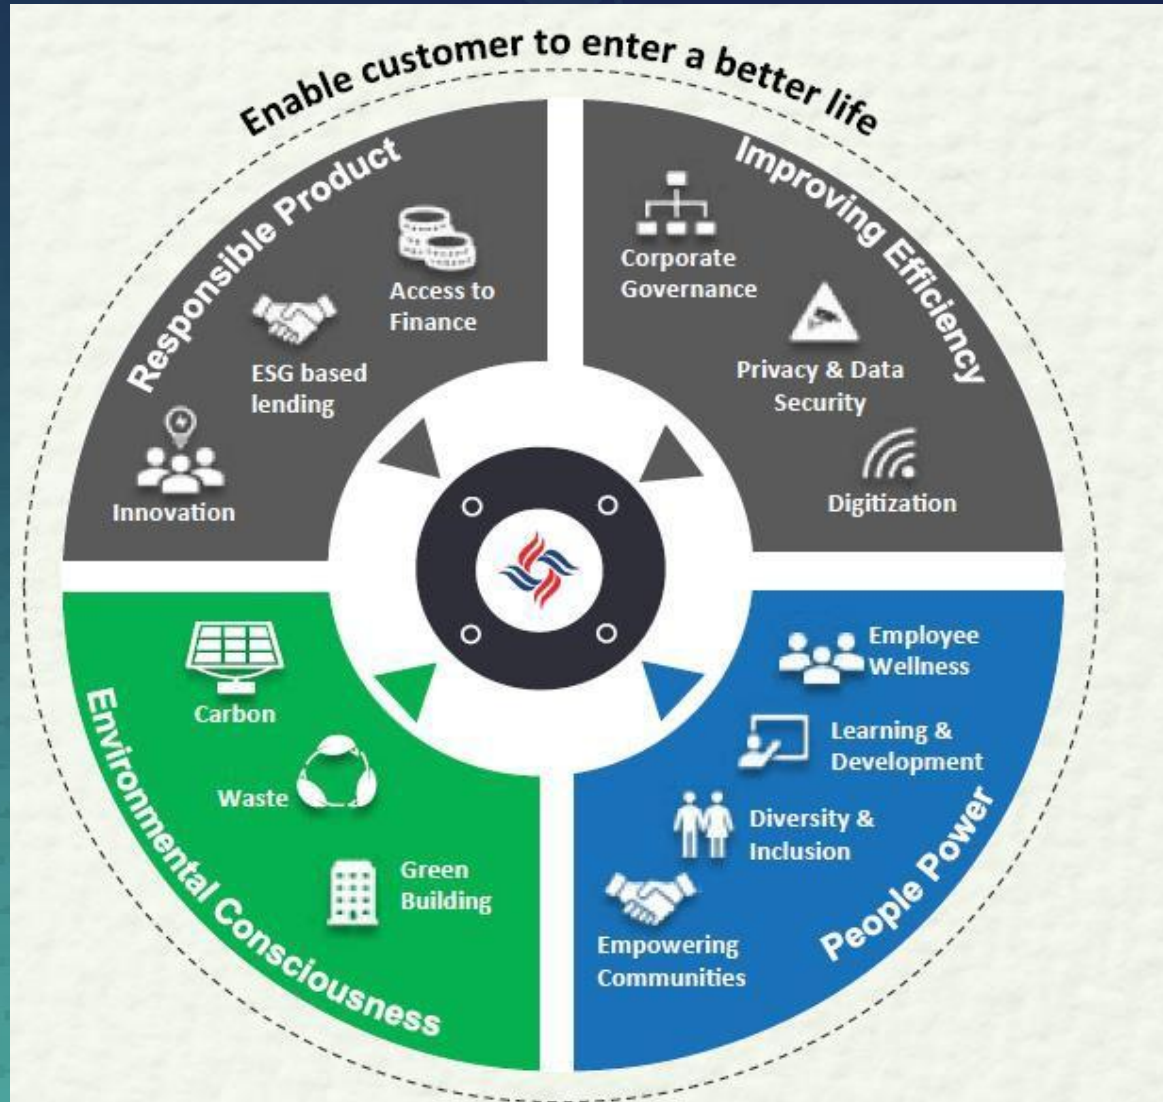 Enable customer to enter a better life
Responsible Product
Access to
Finance
ESG based
lending
Innovation
Improving Efficiency
Corporate
Governance
Privacy & Data
Security
Digitization
Environmental Consciousness
Carbon
Waste
Green
Building
People Power
Employee
Wellness
Learning &
Development
Diversity &
Inclusion
Empowering
Communities